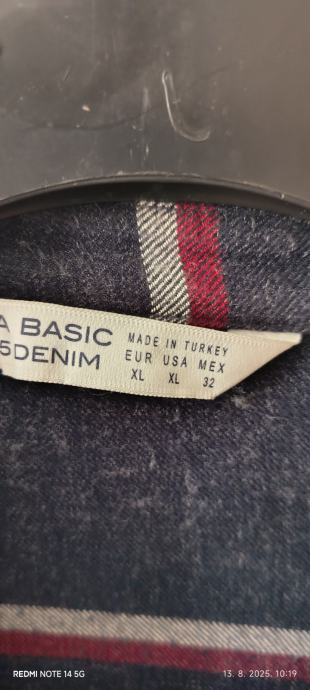 A BASIC
5DENIM
MADE IN TURKEY
EUR USA MEX
XL XL 32
REDMI NOTE 14 5G
13. 8. 2025. 10:19